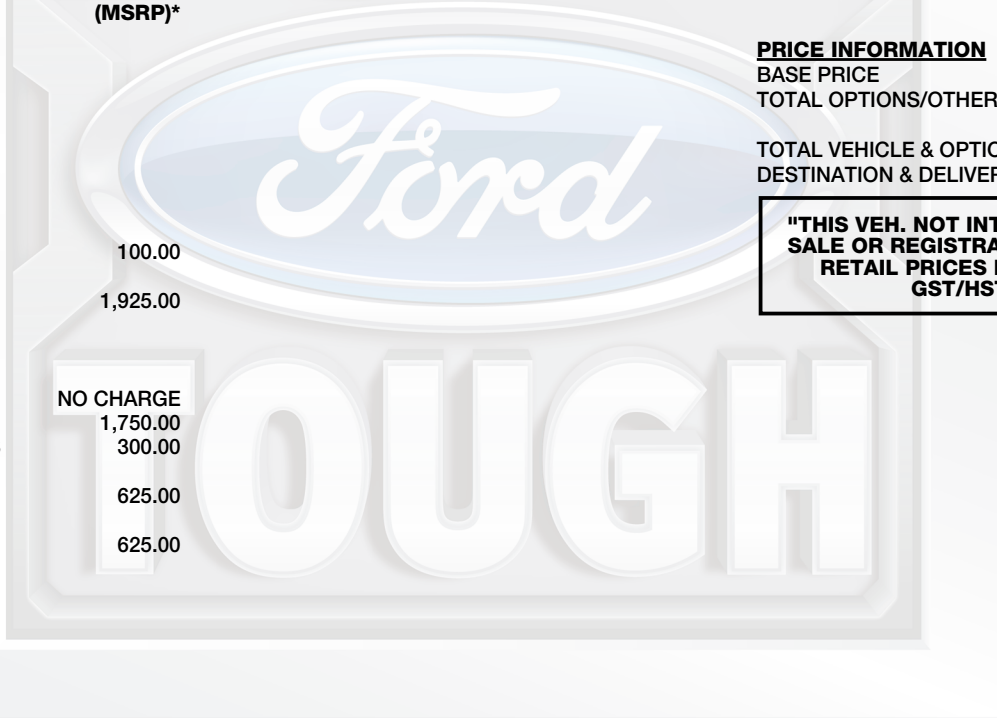 (MSRP)*
100.00
1,925.00
NO CHARGE
1,750.00
300.00
625.00
625.00
PRICE INFORMATION
BASE PRICE
TOTAL OPTIONS/OTHER
TOTAL VEHICLE & OPTIO
DESTINATION & DELIVER
"THIS VEH. NOT INT
SALE OR REGISTRA
RETAIL PRICES
GST/HST
Ford
TOUGH